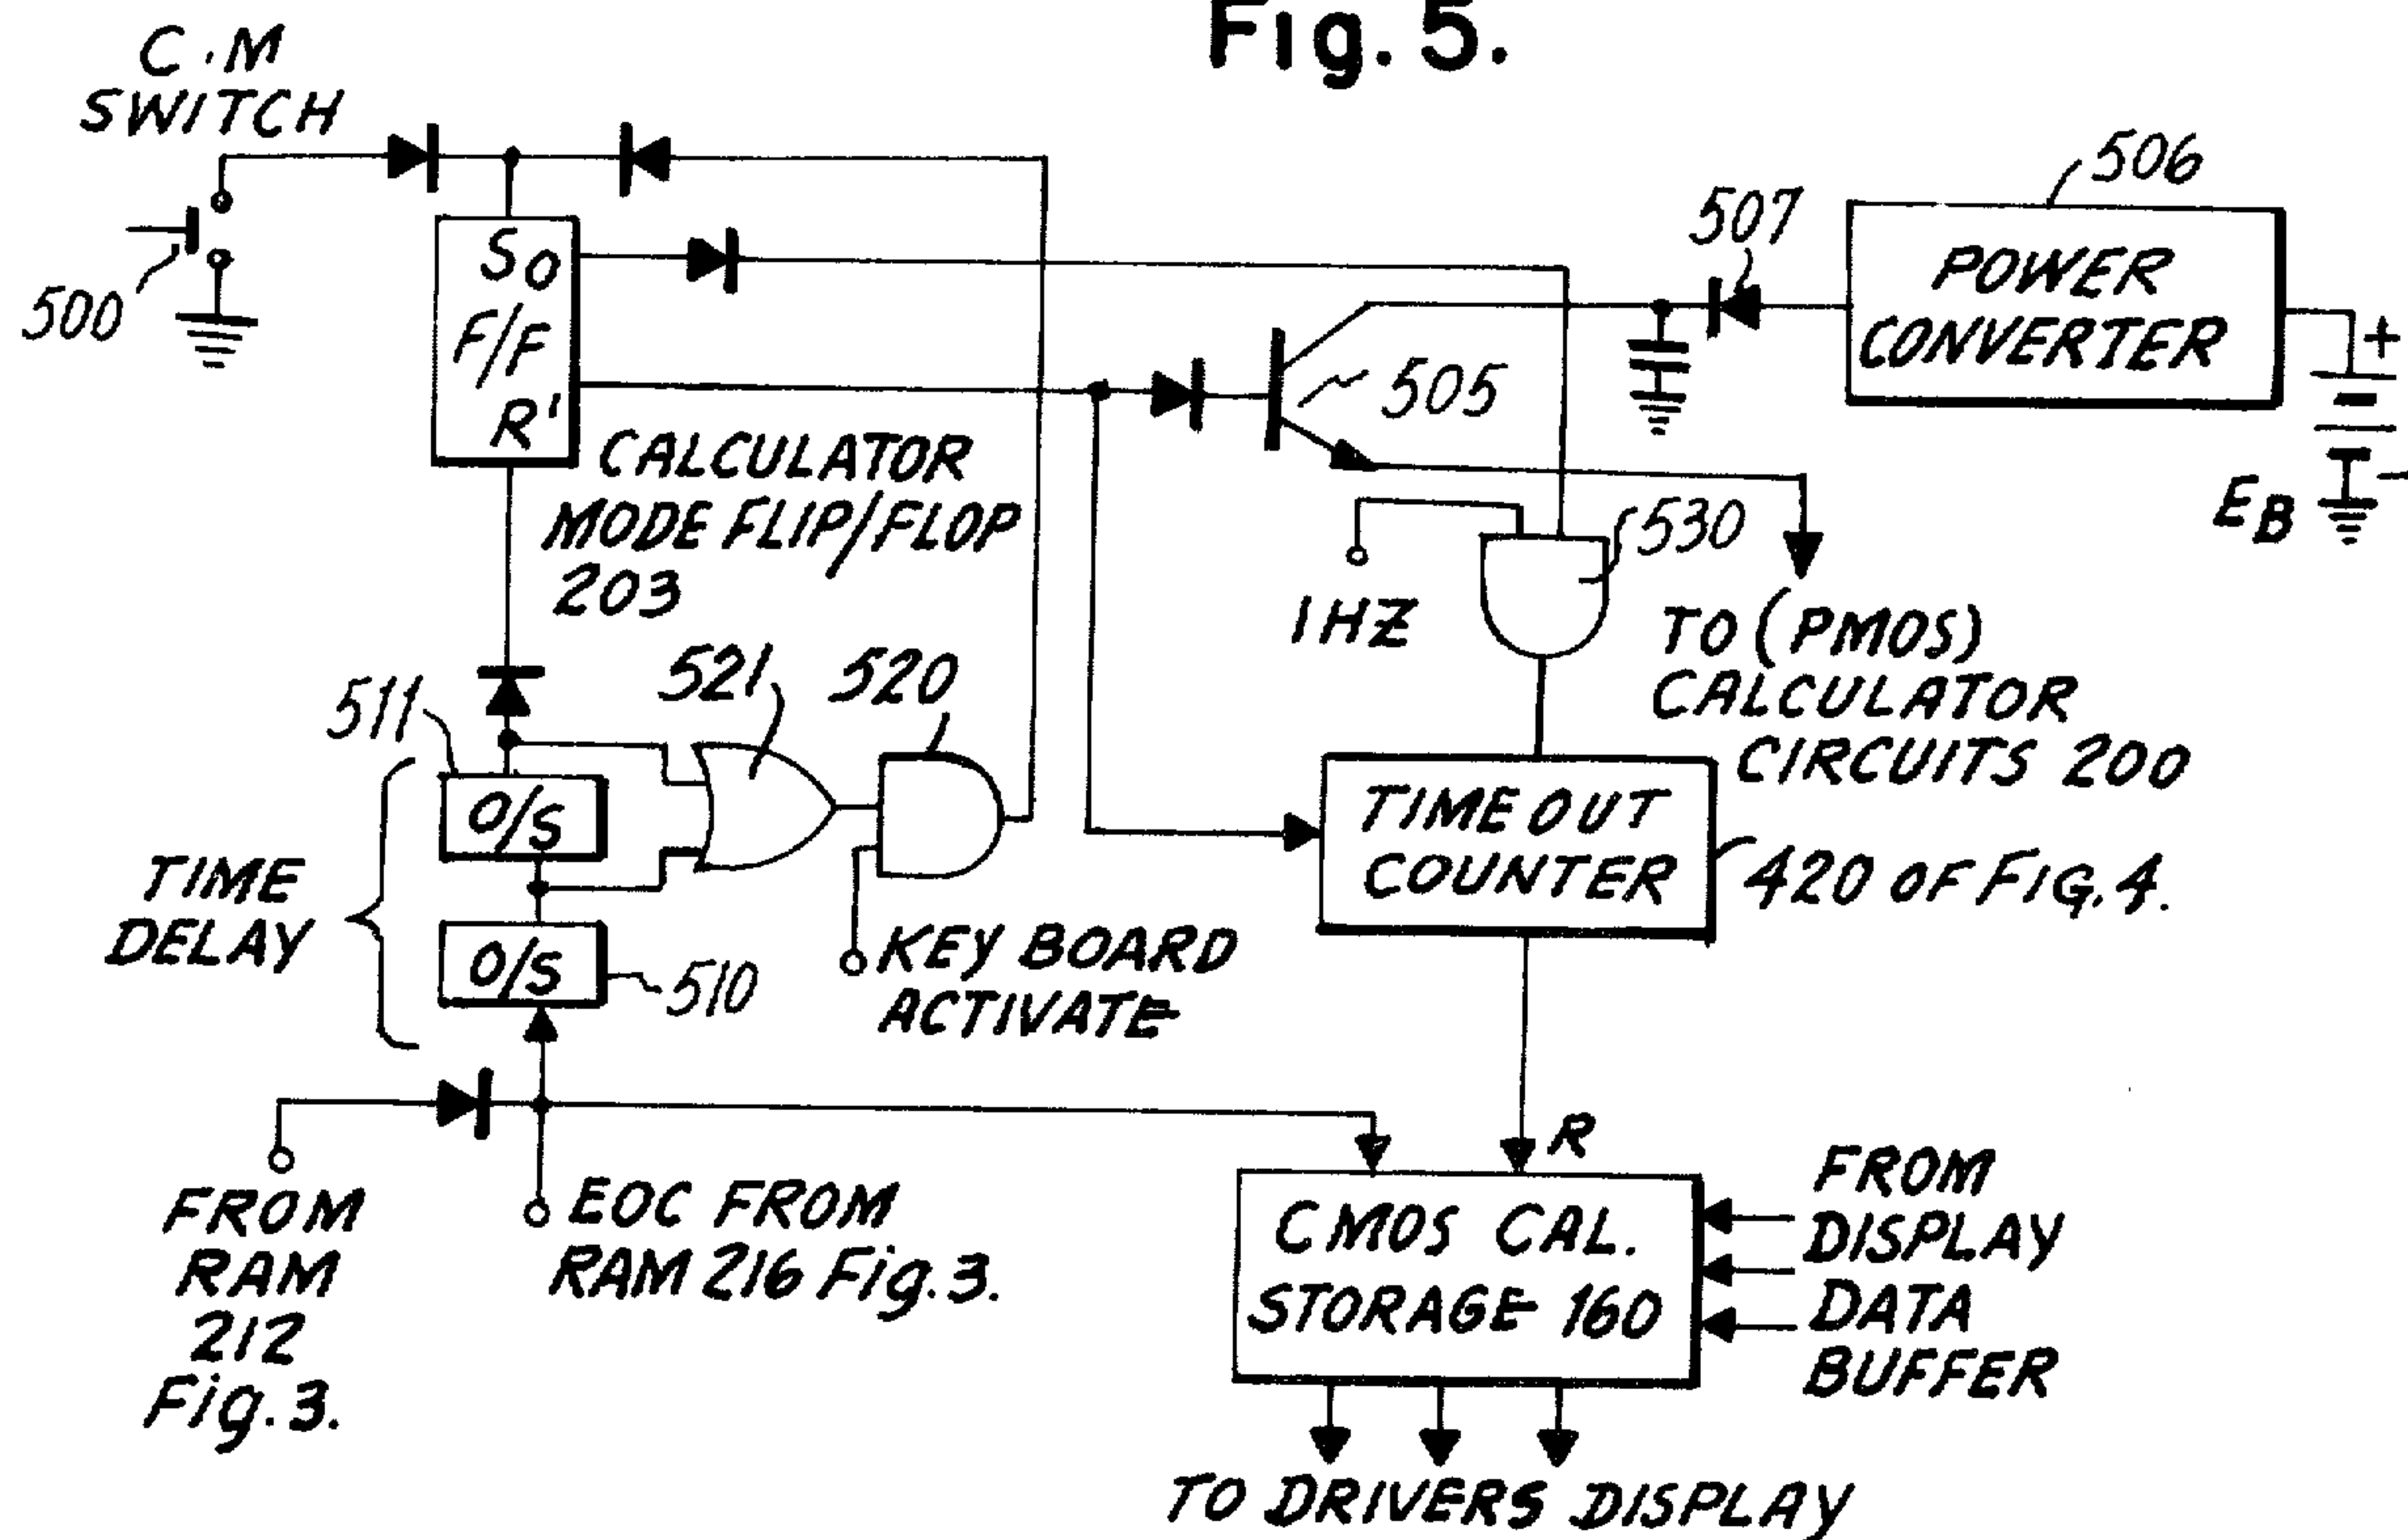 Fig. 5.
C·M
SWITCH
500
S O
F/F
R'
CALCULATOR
MODE FLIP/FLOP
203
505
507
506
POWER
CONVERTER
+
-
EB
1 HZ
530
TO (PMOS)
CALCULATOR
CIRCUITS 200
511
521
520
O/S
TIME
DELAY
O/S
510
KEY BOARD
ACTIVATE
TIME OUT
COUNTER
420 OF FIG. 4.
R
FROM
RAM
212
Fig. 3.
EOC FROM
RAM 216 Fig. 3.
CMOS CAL.
STORAGE 160
FROM
DISPLAY
DATA
BUFFER
TO DRIVERS DISPLAY